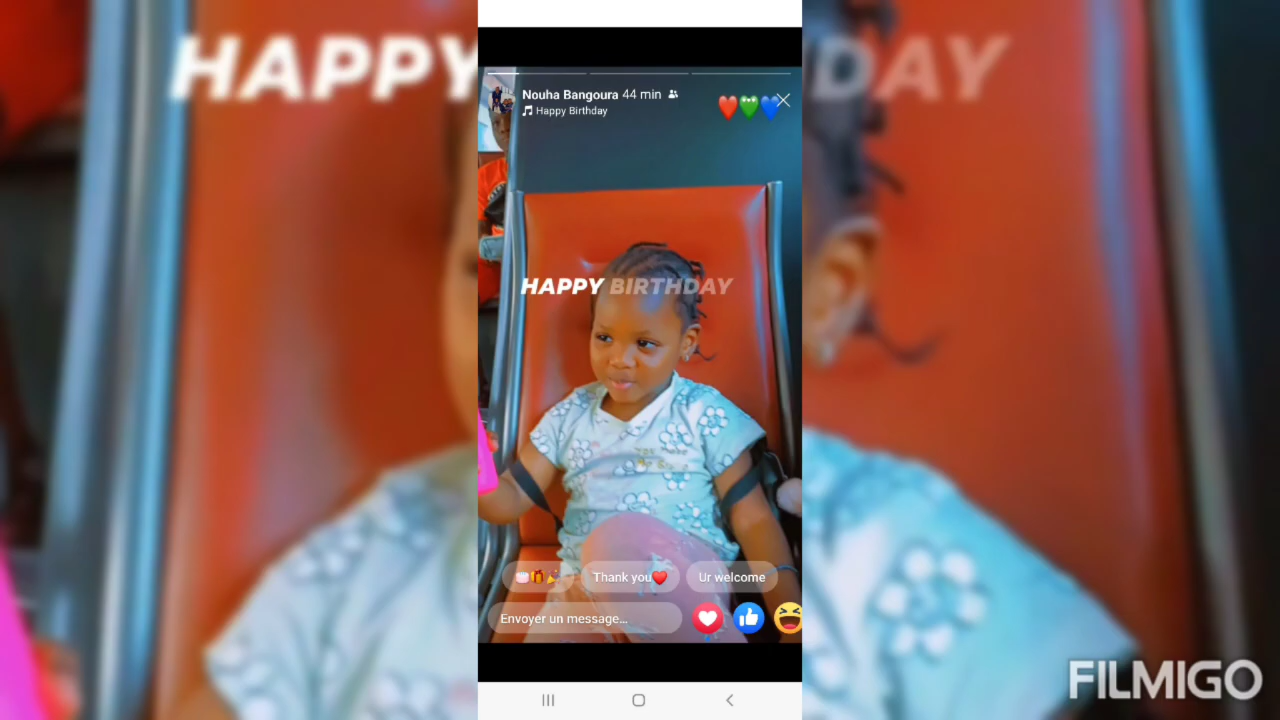 HAPPY
DAY
Nouha Bangoura 44 min
Happy Birthday
HAPPY BIRTHDAY
Thank you
Ur welcome
Envoyer un message...
FILMIGO